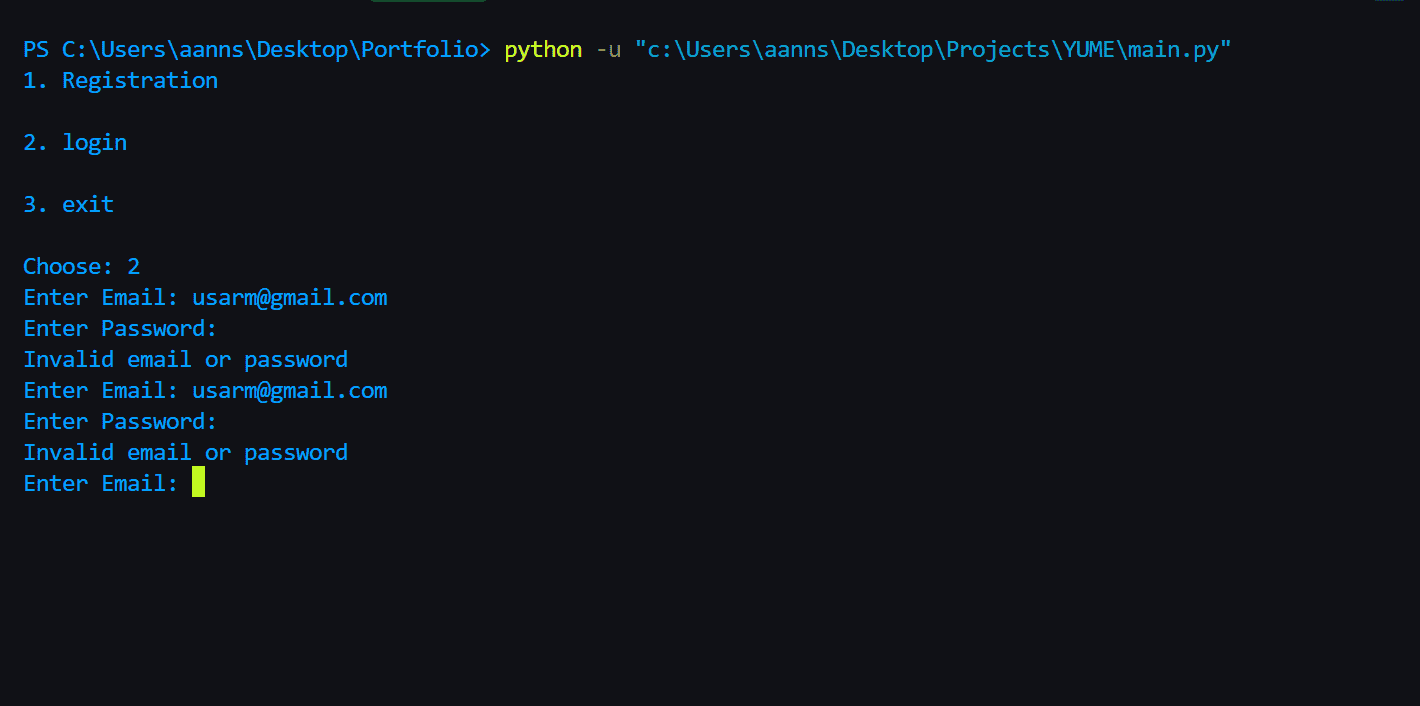 PS C:\Users\aanns\Desktop\Portfolio> python -u "c:\Users\aanns\Desktop\Projects\YUME\main.py"
1. Registration
2. login
3. exit
Choose: 2
Enter Email: usarm@gmail.com
Enter Password:
Invalid email or password
Enter Email: usarm@gmail.com
Enter Password:
Invalid email or password
Enter Email: